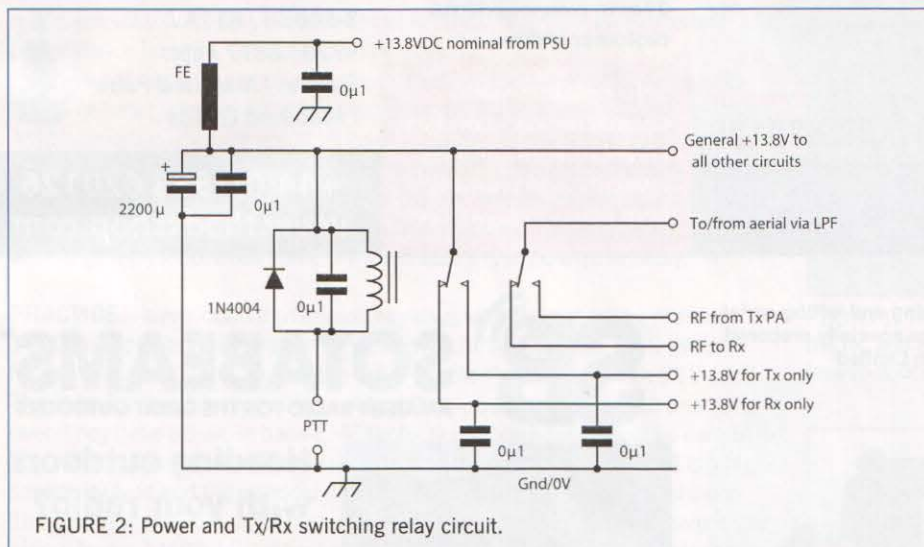 +13.8VDC nominal from PSU
FE
0µ1
General +13.8V to
all other circuits
+
2200 µ
0µ1
To/from aerial via LPF
1N4004
0µ1
RF from Tx PA
RF to Rx
+13.8V for Tx only
+13.8V for Rx only
PTT
0µ1
0µ1
Gnd/0V
FIGURE 2: Power and Tx/Rx switching relay circuit.